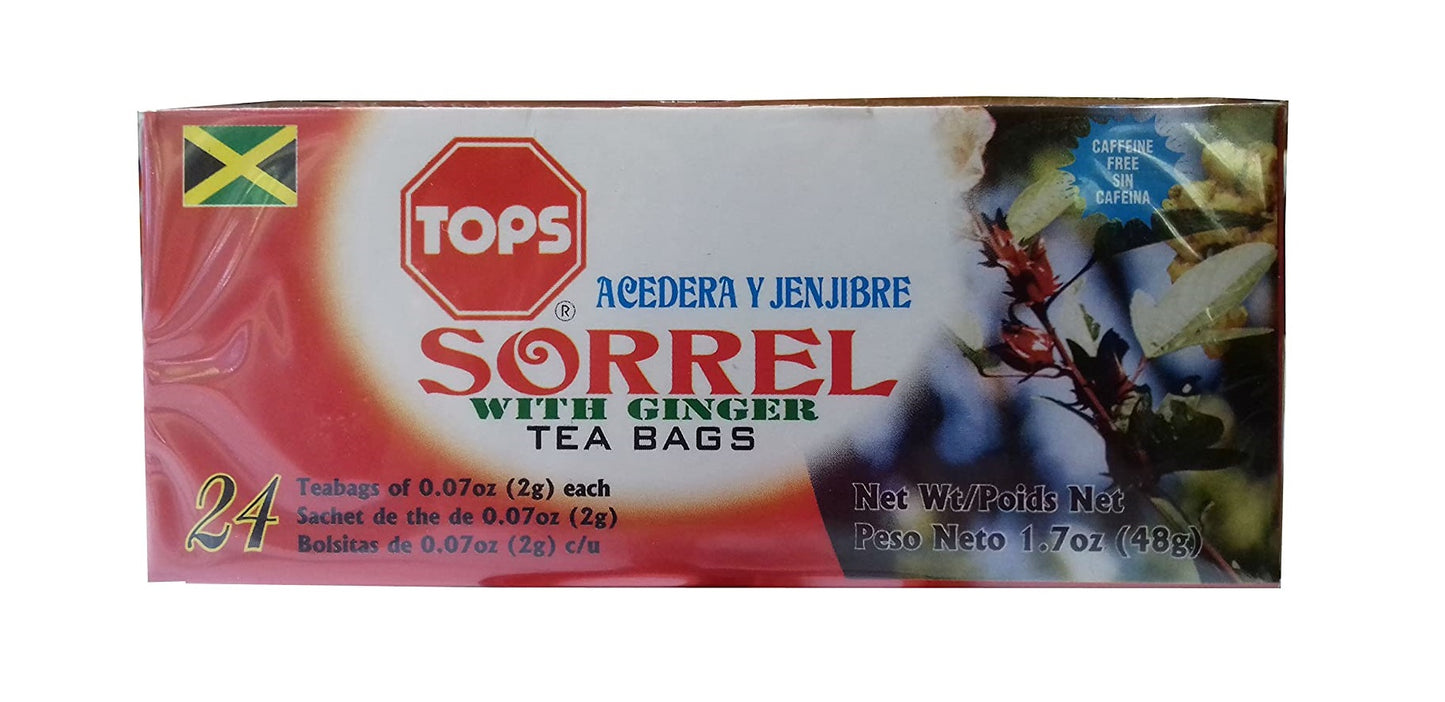 TOPS
®
CAFFEINE
FREE
SIN
CAFEINA
ACEDERA Y JENJIBRE
SORREL
WITH GINGER
TEA BAGS
24
Teabags of 0.07oz (2g) each
Sachet de the de 0.07oz (2g)
Bolsitas de 0.07oz (2g) c/u
Net Wt/Poids Net
Peso Neto 1.7oz (48g)